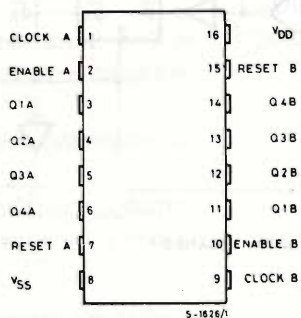 CLOCK A 1 16 VDD
ENABLE A 2 15 RESET B
Q1A 3 14 Q4B
Q2A 4 13 Q3B
Q3A 5 12 Q2B
Q4A 6 11 Q1B
RESET A 7 10 ENABLE B
VSS 8 9 CLOCK B
S-1626/1